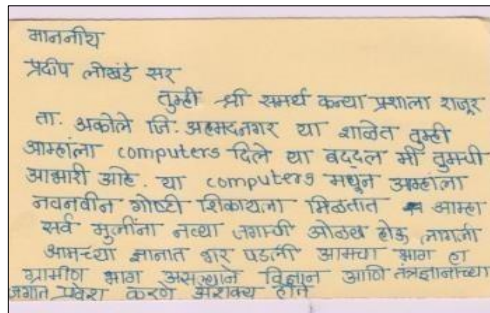 माननीय
प्रदीप लोखंडे सर
तुम्ही श्री समर्थ कन्या प्रशाला राजूर
ता. अकोले जि. अहमदनगर या शाळेत तुम्ही
आम्हांला computers दिले या बद्दल मी तुमची
आभारी आहे. या computers मधून आम्हांला
नवनवीन गोष्टी शिकायला मिळतात आम्हा
सर्व मुलींना नव्या जगाची ओळख होऊ लागली
आमच्या ज्ञानात भर पडली आमचा भाग हा
ग्रामीण भाग असल्याने विज्ञान आणि तंत्रज्ञानाच्या
जगात प्रवेश करणे अशक्य होते